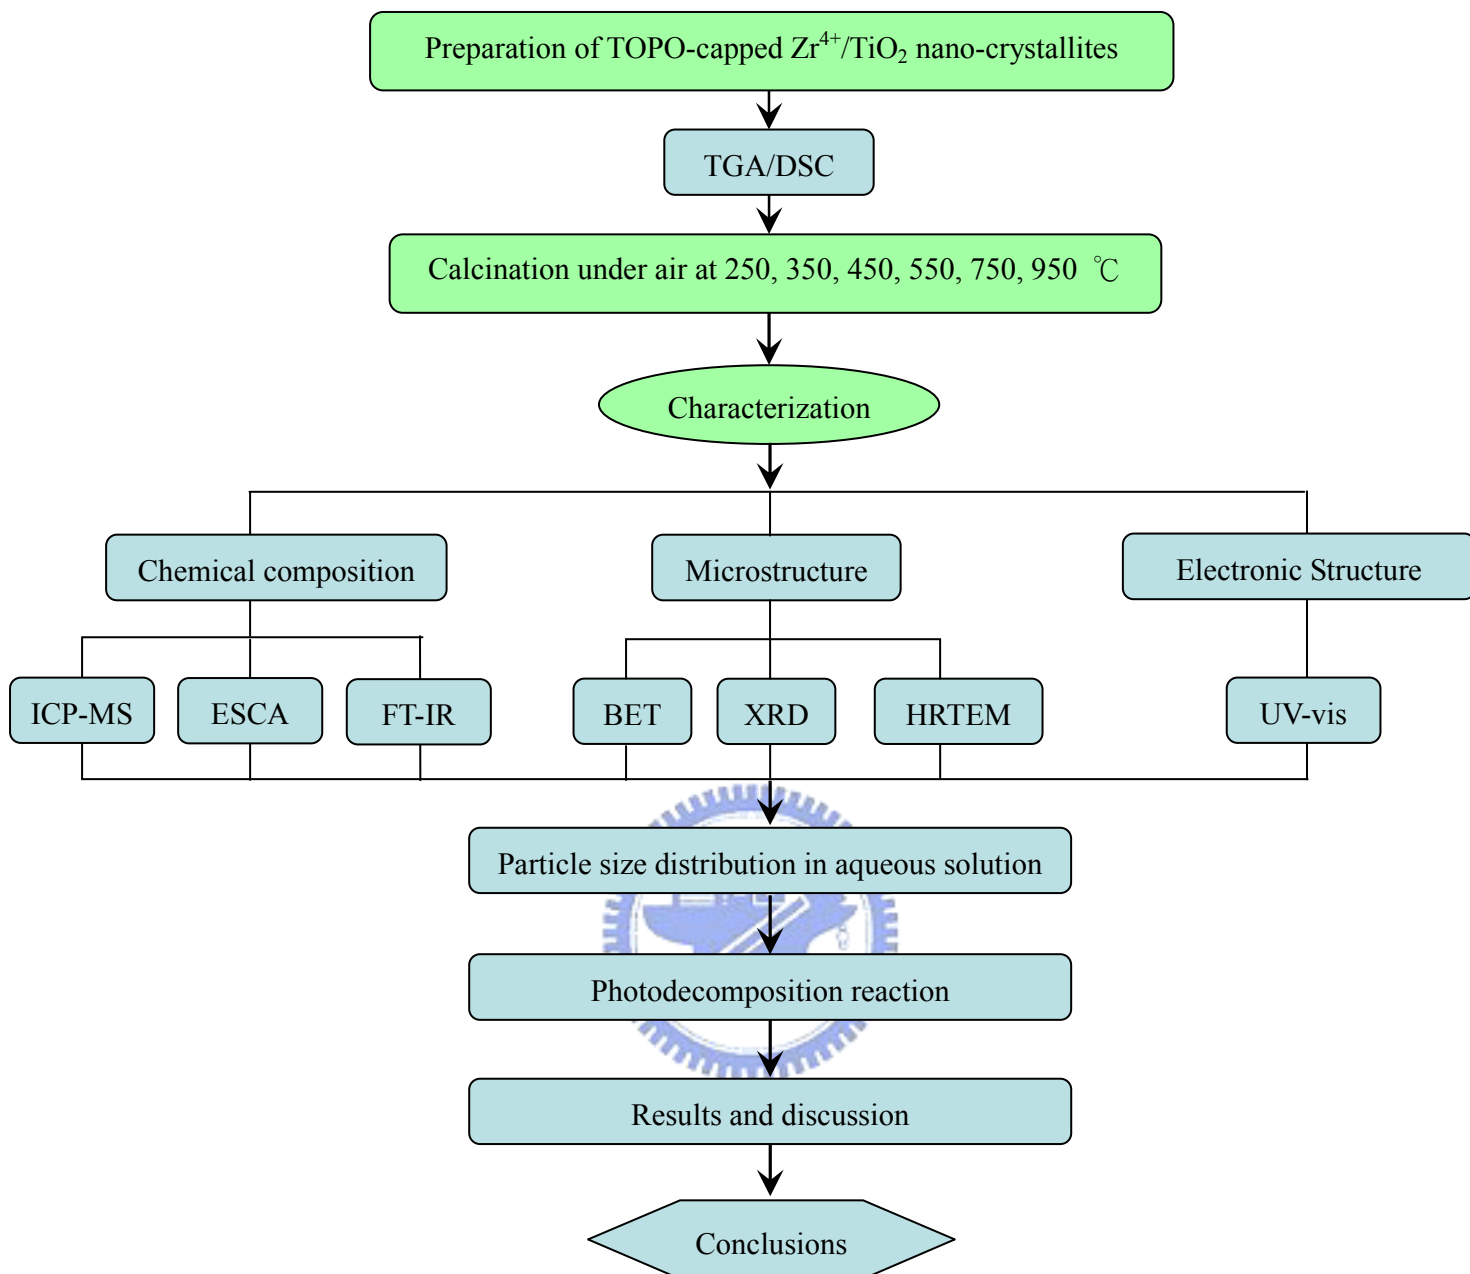 Preparation of TOPO-capped Zr⁴⁺/TiO₂ nano-crystallites
TGA/DSC
Calcination under air at 250, 350, 450, 550, 750, 950 ℃
Characterization
Chemical composition
Microstructure
Electronic Structure
ICP-MS
ESCA
FT-IR
BET
XRD
HRTEM
UV-vis
Particle size distribution in aqueous solution
Photodecomposition reaction
Results and discussion
Conclusions